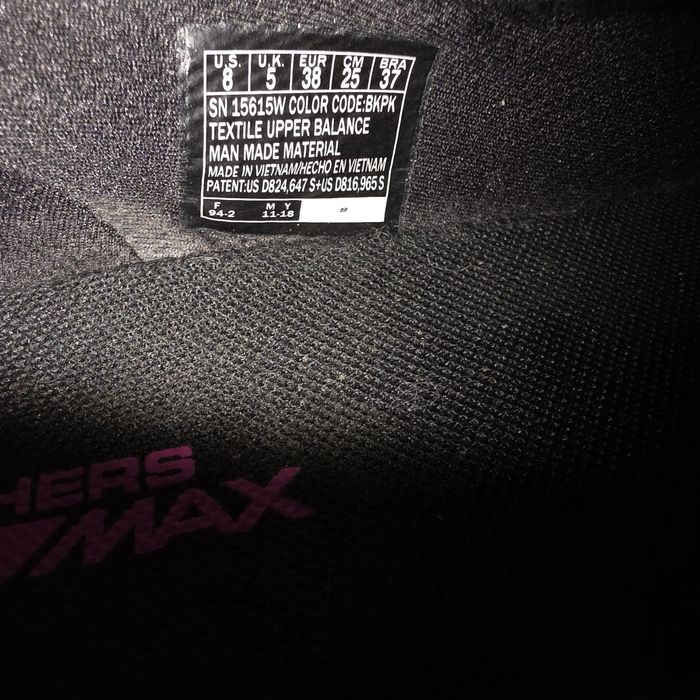 U.S. U.K. EUR CM BRA
8 5 38 25 37
SN 15615W COLOR CODE:BKPK
TEXTILE UPPER BALANCE
MAN MADE MATERIAL
MADE IN VIETNAM/HECHO EN VIETNAM
PATENT:US D824,647 S+US D816,965 S
F M Y
94-2 11-18 8
HERS
MAX